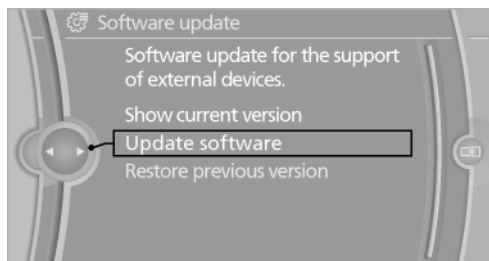 Software update
Software update for the support
of external devices.
Show current version
Update software
Restore previous version